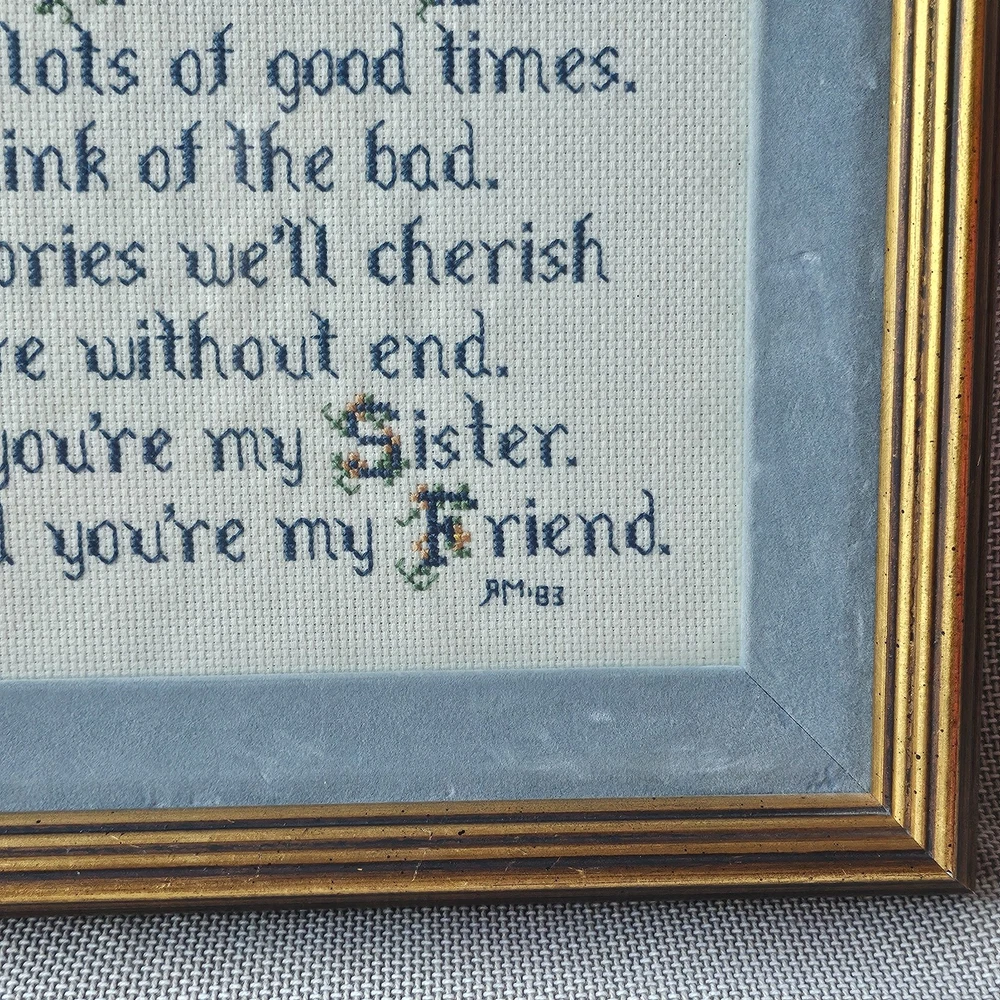 lots of good times.
ink of the bad.
ories we'll cherish
e without end.
you're my Sister.
you're my Friend.
RM '83